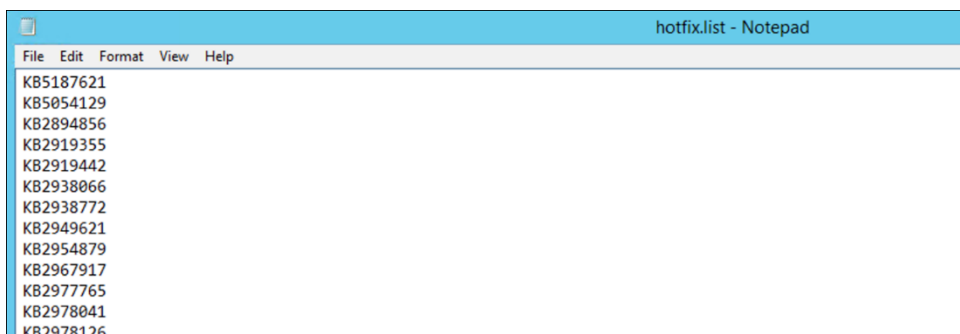 hotfix.list - Notepad
File Edit Format View Help
KB5187621
KB5054129
KB2894856
KB2919355
KB2919442
KB2938066
KB2938772
KB2949621
KB2954879
KB2967917
KB2977765
KB2978041
KB2978126